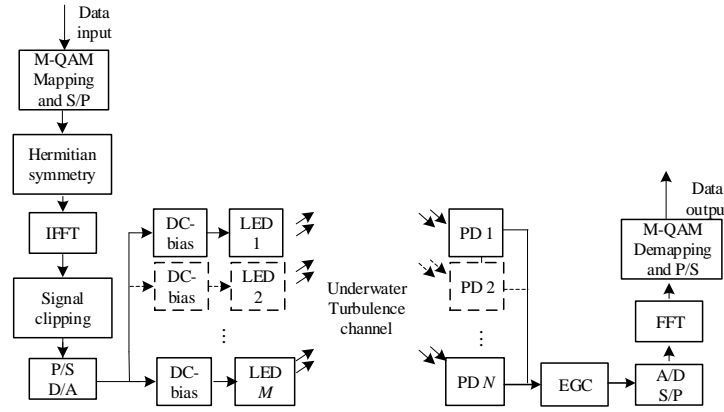 Data
input
M-QAM
Mapping
and S/P
Hermitian
symmetry
IFFT
Signal
clipping
P/S
D/A
DC-
bias
LED
1
DC-
bias
LED
2
⋮
DC-
bias
LED
M
Underwater
Turbulence
channel
PD 1
PD 2
⋮
PD N
EGC
A/D
S/P
FFT
M-QAM
Demapping
and P/S
Data
output